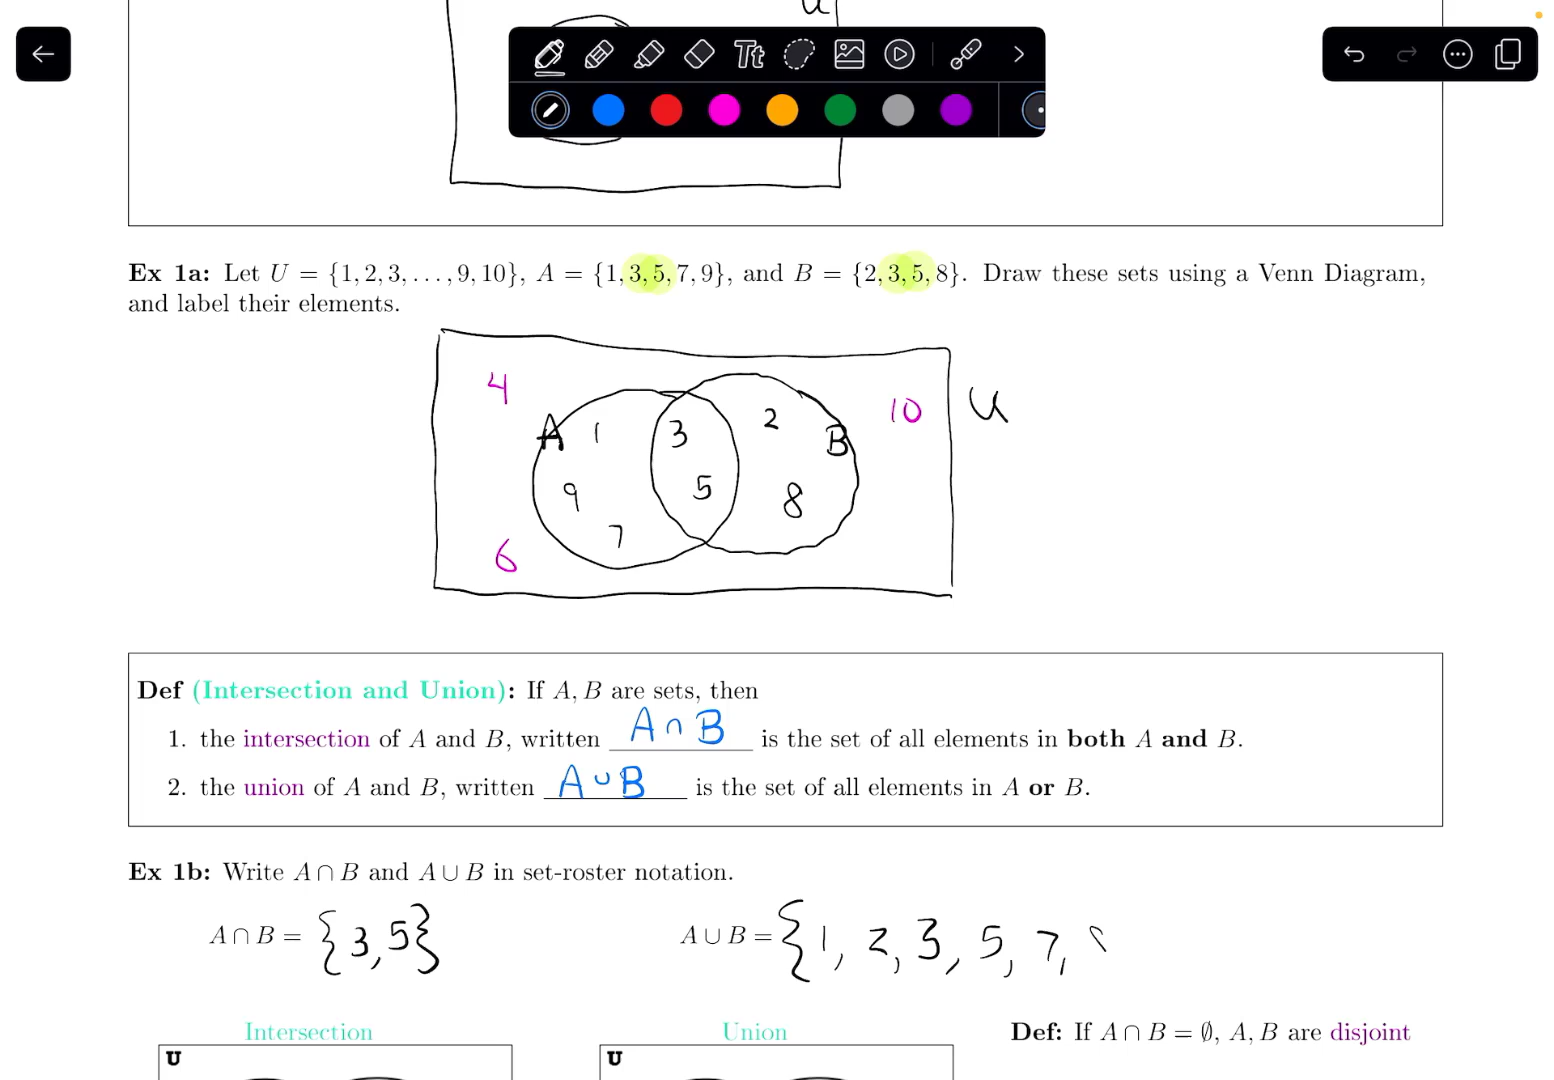 U
Tt
Ex 1a: Let U = {1, 2, 3, . . . , 9, 10}, A = {1, 3, 5, 7, 9}, and B = {2, 3, 5, 8}. Draw these sets using a Venn Diagram,
and label their elements.
4
10 U
A 1 3 2 B
9 5 8
7
6
Def (Intersection and Union): If A, B are sets, then
1. the intersection of A and B, written A ∩ B is the set of all elements in both A and B.
2. the union of A and B, written A ∪ B is the set of all elements in A or B.
Ex 1b: Write A ∩ B and A ∪ B in set-roster notation.
A ∩ B = {3, 5} A ∪ B = {1, 2, 3, 5, 7,
Intersection Union Def: If A ∩ B = ∅, A, B are disjoint
U U